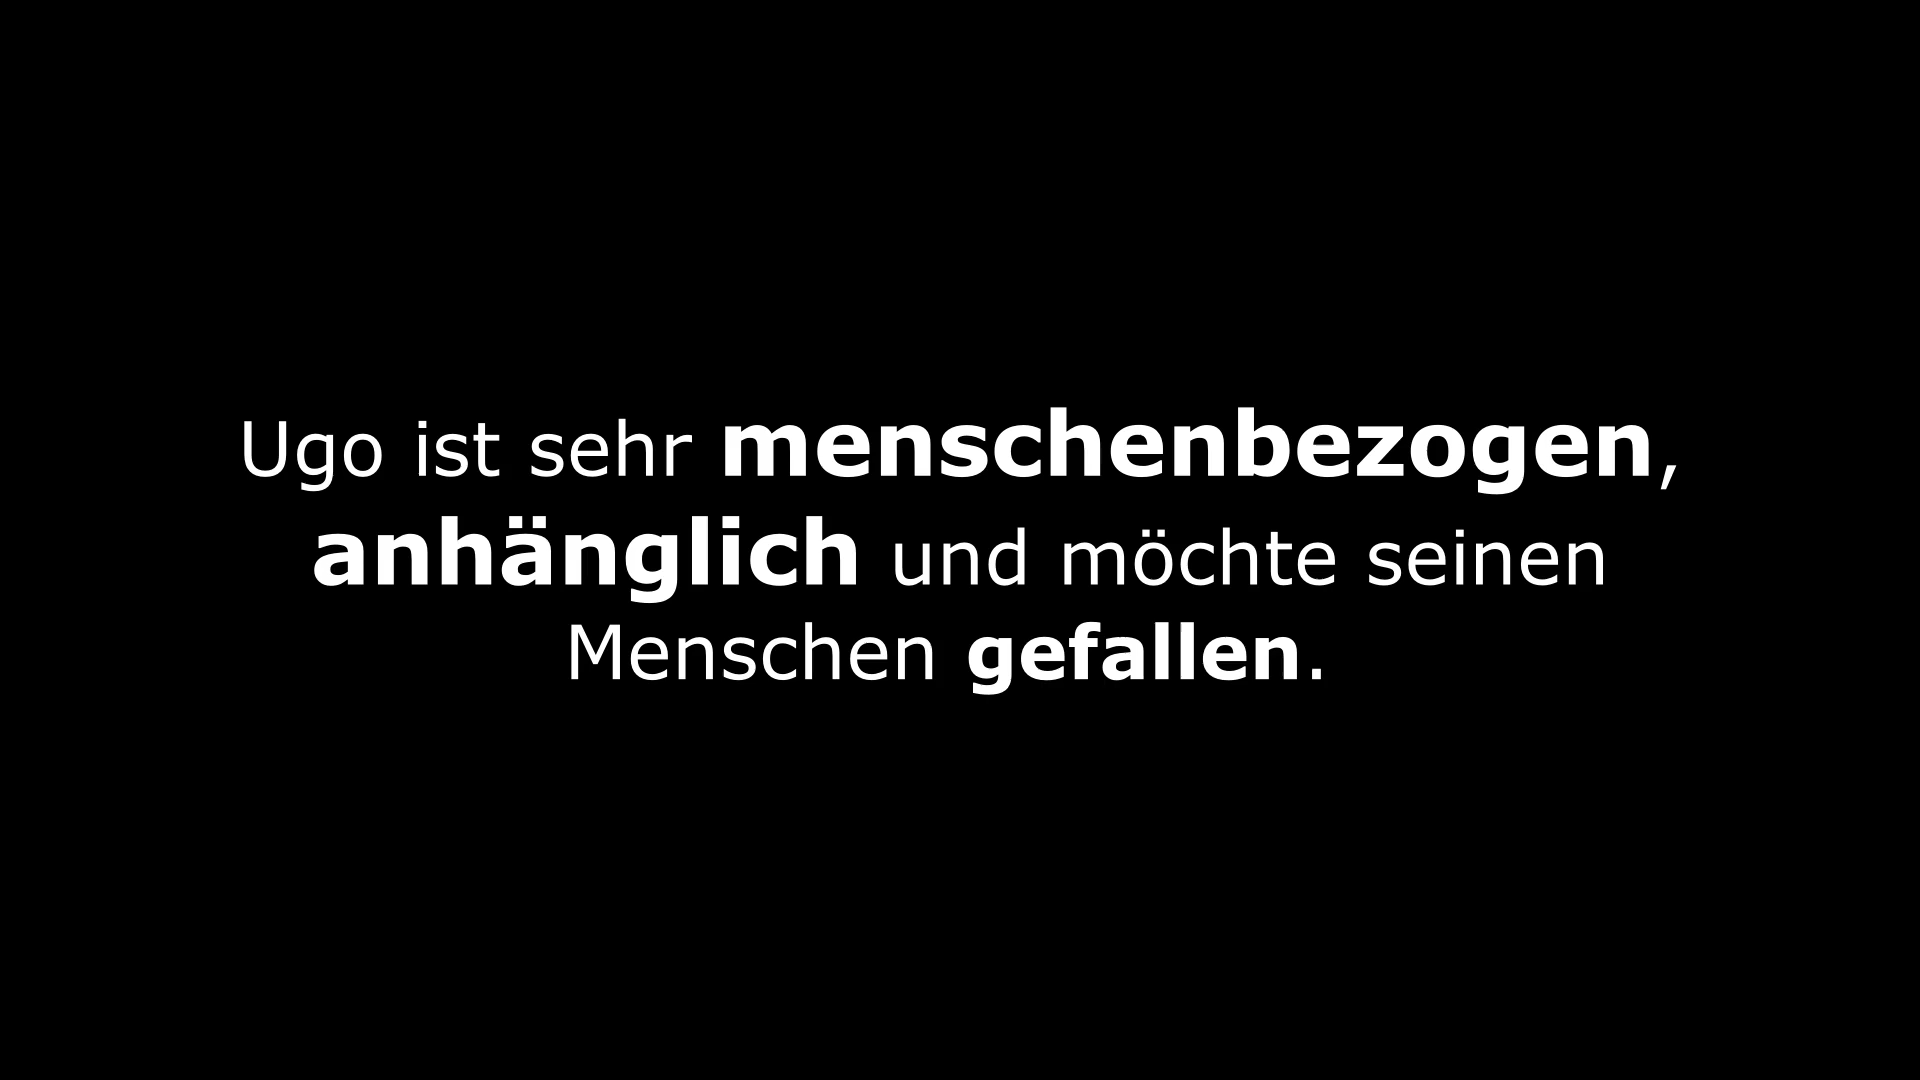 Ugo ist sehr menschenbezogen,
anhänglich und möchte seinen
Menschen gefallen.